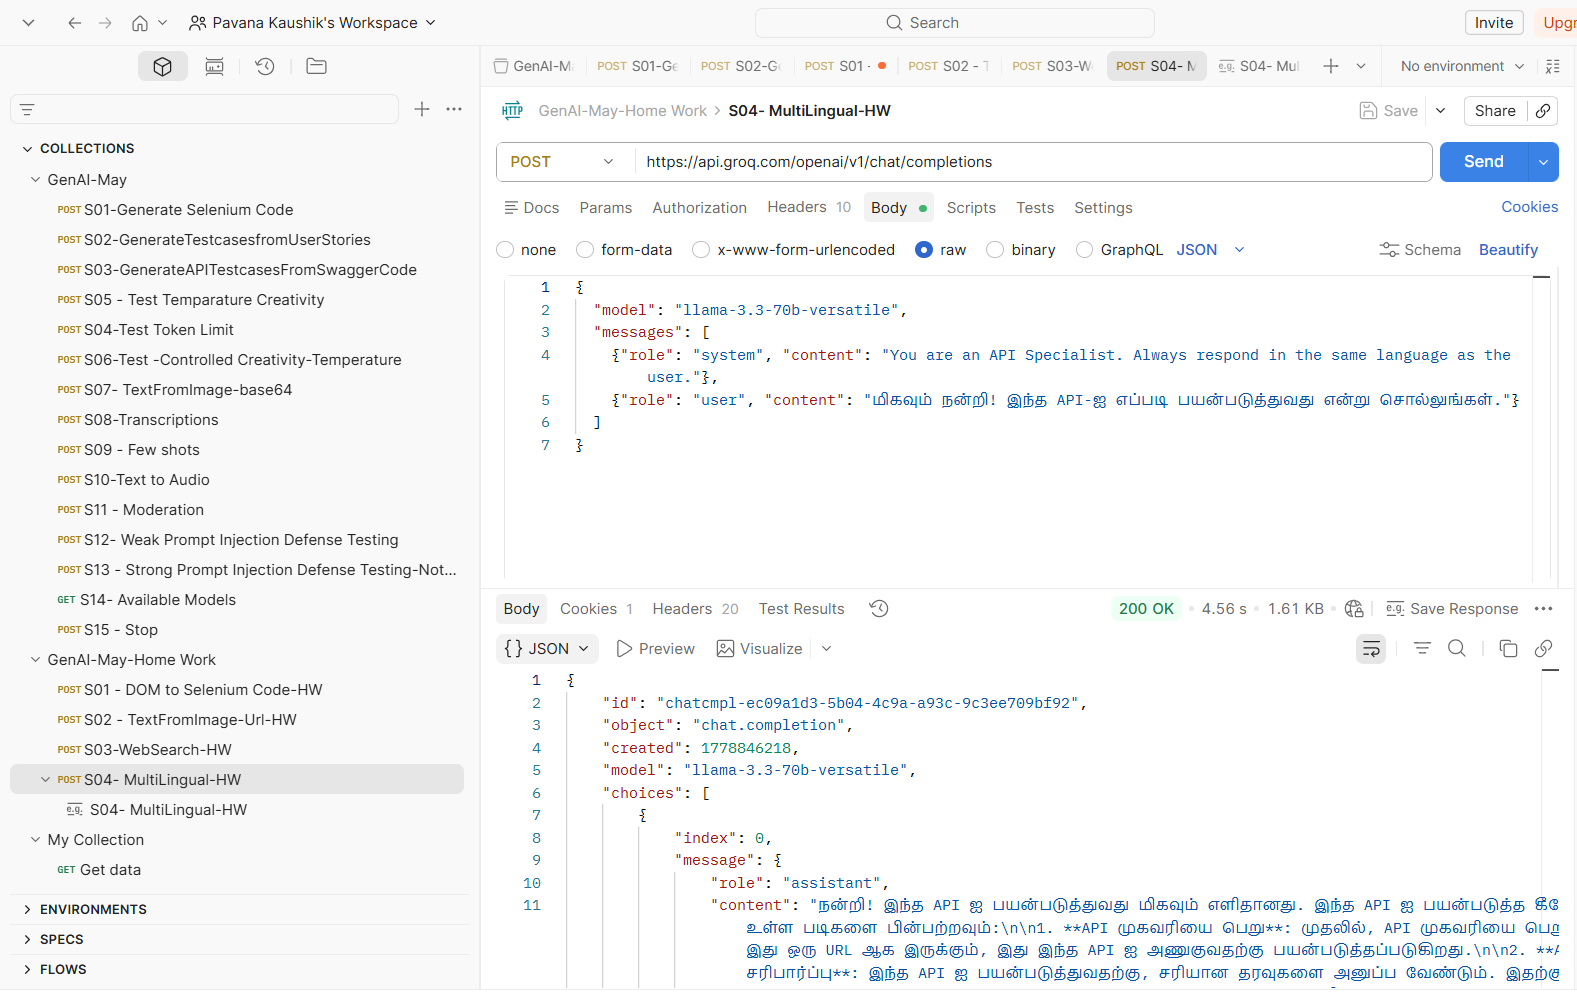 Pavana Kaushik's Workspace
Search
Invite
Upgr
GenAI-M
POST S01-Ge
POST S02-G
POST S01 -
POST S02 - T
POST S03-W
POST S04- M
e.g. S04- Mul
No environment
HTTP GenAI-May-Home Work > S04- MultiLingual-HW
Save
Share
COLLECTIONS
GenAI-May
POST S01-Generate Selenium Code
POST S02-GenerateTestcasesfromUserStories
POST S03-GenerateAPITestcasesFromSwaggerCode
POST S05 - Test Temparature Creativity
POST S04-Test Token Limit
POST S06-Test -Controlled Creativity-Temperature
POST S07- TextFromImage-base64
POST S08-Transcriptions
POST S09 - Few shots
POST S10-Text to Audio
POST S11 - Moderation
POST S12- Weak Prompt Injection Defense Testing
POST S13 - Strong Prompt Injection Defense Testing-Not...
GET S14- Available Models
POST S15 - Stop
GenAI-May-Home Work
POST S01 - DOM to Selenium Code-HW
POST S02 - TextFromImage-Url-HW
POST S03-WebSearch-HW
POST S04- MultiLingual-HW
e.g. S04- MultiLingual-HW
My Collection
GET Get data
ENVIRONMENTS
SPECS
FLOWS
POST https://api.groq.com/openai/v1/chat/completions
Send
Docs Params Authorization Headers 10 Body Scripts Tests Settings
Cookies
none form-data x-www-form-urlencoded raw binary GraphQL JSON
Schema Beautify
1 {
2 "model": "llama-3.3-70b-versatile",
3 "messages": [
4 {"role": "system", "content": "You are an API Specialist. Always respond in the same language as the
user."},
5 {"role": "user", "content": "மிகவும் நன்றி! இந்த API-ஐ எப்படி பயன்படுத்துவது என்று சொல்லுங்கள்."}
6 ]
7 }
Body Cookies 1 Headers 20 Test Results
200 OK 4.56 s 1.61 KB e.g. Save Response
{} JSON Preview Visualize
1 {
2 "id": "chatcmpl-ec09a1d3-5b04-4c9a-a93c-9c3ee709bf92",
3 "object": "chat.completion",
4 "created": 1778846218,
5 "model": "llama-3.3-70b-versatile",
6 "choices": [
7 {
8 "index": 0,
9 "message": {
10 "role": "assistant",
11 "content": "நன்றி! இந்த API ஐ பயன்படுத்துவது மிகவும் எளிதானது. இந்த API ஐ பயன்படுத்த
உள்ள படிகளை பின்பற்றவும்:\n\n1. **API முகவரியை பெறு**: முதலில், API முகவரியை பெற
இது ஒரு URL ஆக இருக்கும், இது இந்த API ஐ அணுகுவதற்கு பயன்படுத்தப்படுகிறது.\n\n2. **A
சரிபார்ப்பு**: இந்த API ஐ பயன்படுத்துவதற்கு, சரியான தரவுகளை அனுப்ப வேண்டும். இதற்கு